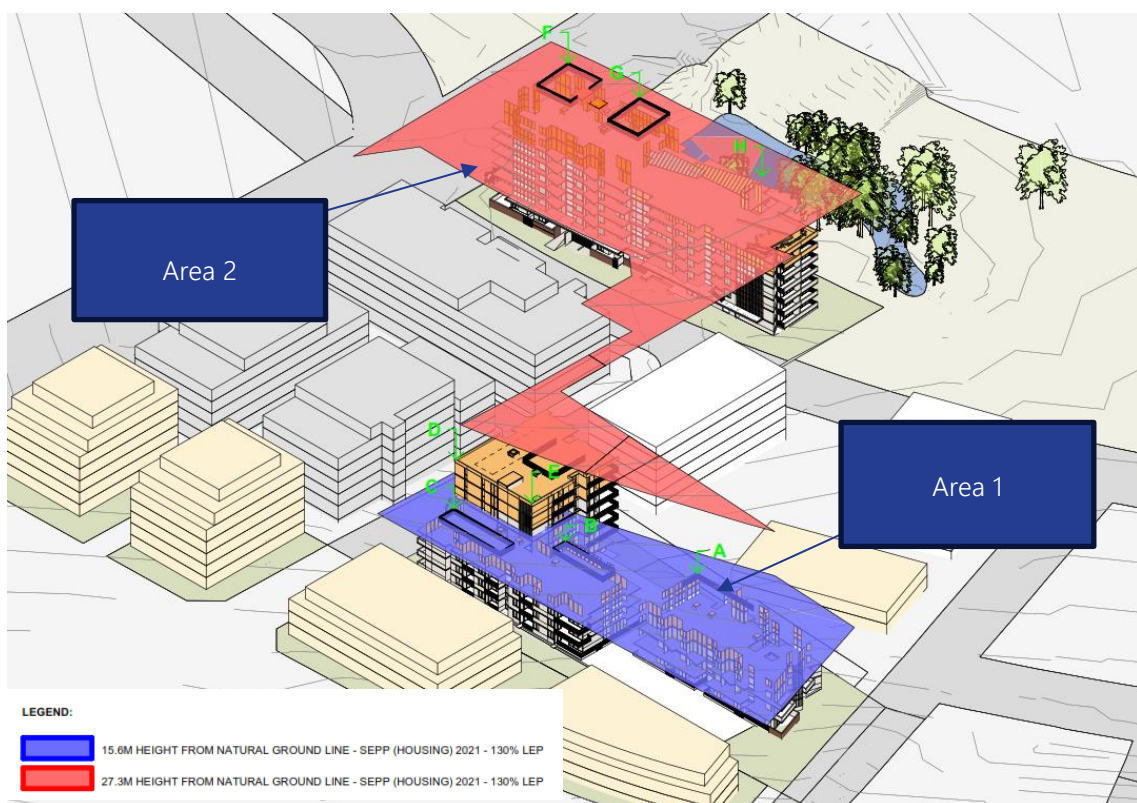 F
G
H
Area 2
D
E
C
B
A
Area 1
LEGEND:
15.6M HEIGHT FROM NATURAL GROUND LINE - SEPP (HOUSING) 2021 - 130% LEP
27.3M HEIGHT FROM NATURAL GROUND LINE - SEPP (HOUSING) 2021 - 130% LEP